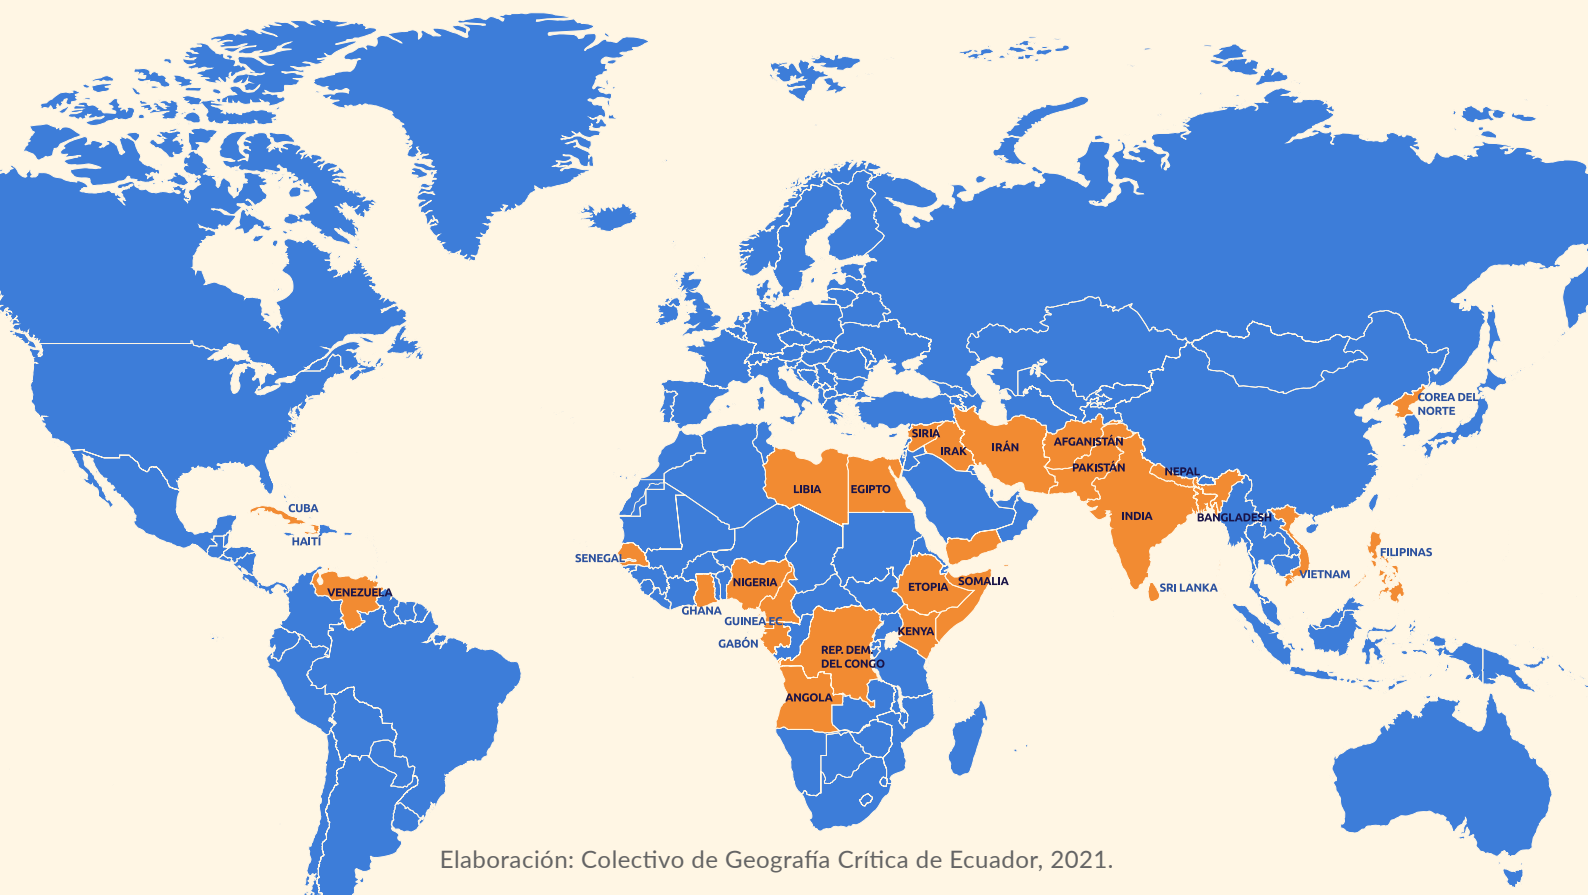 COREA DEL
NORTE
SIRIA
IRAK
IRÁN
AFGANISTÁN
PAKISTÁN
NEPAL
LIBIA
EGIPTO
INDIA
BANGLADESH
CUBA
HAITÍ
SENEGAL
FILIPINAS
VIETNAM
SRI LANKA
VENEZUELA
NIGERIA
ETOPIA
SOMALIA
GHANA
GUINEA EC
KENYA
GABÓN
REP. DEM.
DEL CONGO
ANGOLA
Elaboración: Colectivo de Geografía Crítica de Ecuador, 2021.